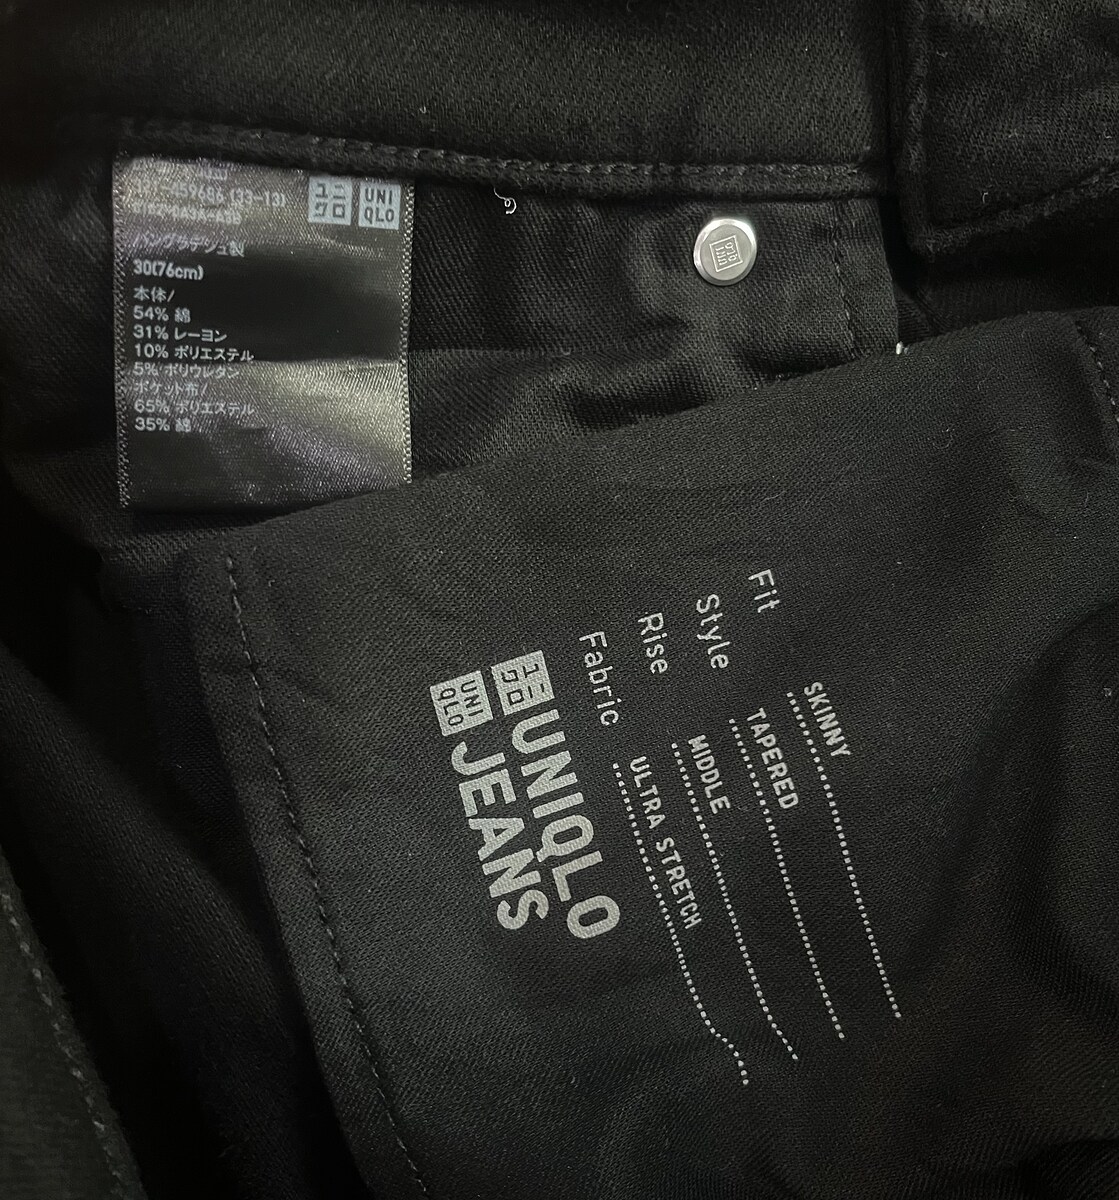 ユニ
クロ
UNI
QLO
バングラデシュ製
30(76cm)
本体/
54% 綿
31% レーヨン
10% ポリエステル
5% ポリウレタン
ポケット布/
65% ポリエステル
35% 綿
UNI
QLO
Fit SKINNY
Style TAPERED
Rise MIDDLE
Fabric ULTRA STRETCH
ユニ
クロ
UNIQLO
UNI
QLO
JEANS